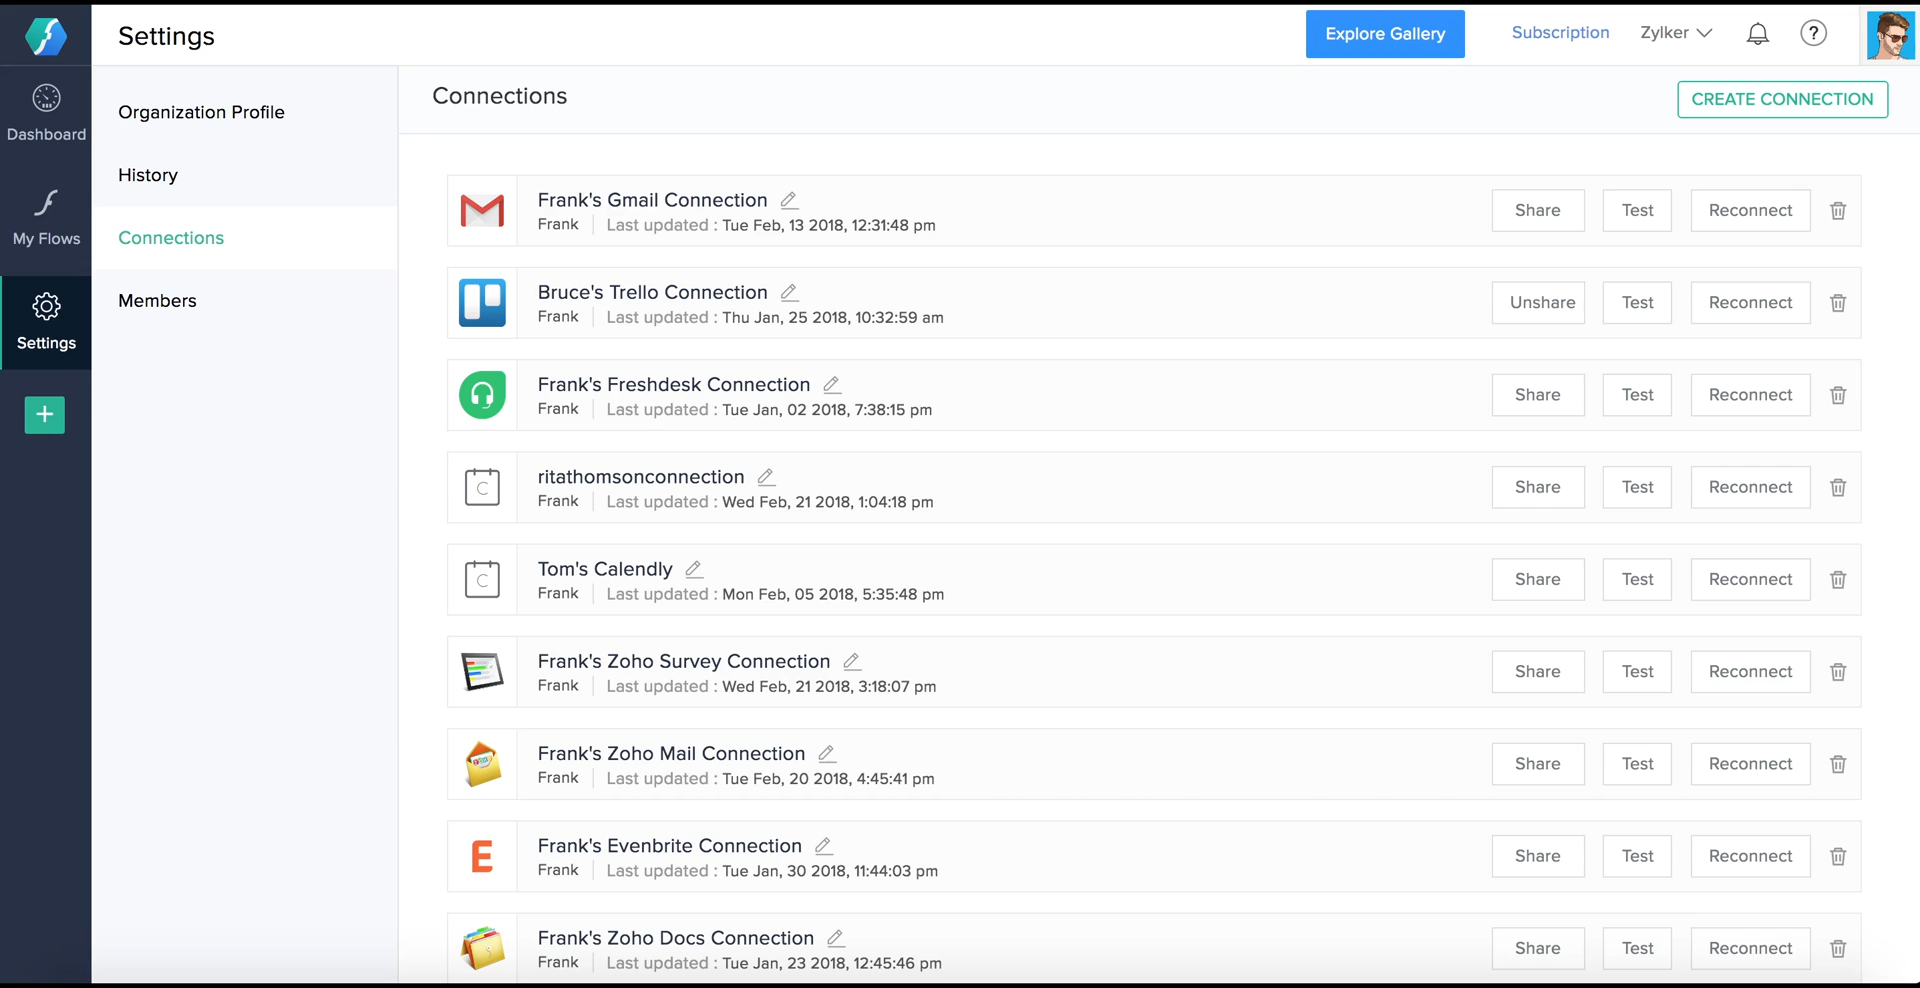 Settings
Explore Gallery
Subscription
Zylker
?
Dashboard
My Flows
Settings
+
Organization Profile
History
Connections
Members
Connections
CREATE CONNECTION
Frank's Gmail Connection
Frank | Last updated : Tue Feb, 13 2018, 12:31:48 pm
Share Test Reconnect
Bruce's Trello Connection
Frank | Last updated : Thu Jan, 25 2018, 10:32:59 am
Unshare Test Reconnect
Frank's Freshdesk Connection
Frank | Last updated : Tue Jan, 02 2018, 7:38:15 pm
Share Test Reconnect
C
ritathomsonconnection
Frank | Last updated : Wed Feb, 21 2018, 1:04:18 pm
Share Test Reconnect
C
Tom's Calendly
Frank | Last updated : Mon Feb, 05 2018, 5:35:48 pm
Share Test Reconnect
Frank's Zoho Survey Connection
Frank | Last updated : Wed Feb, 21 2018, 3:18:07 pm
Share Test Reconnect
Frank's Zoho Mail Connection
Frank | Last updated : Tue Feb, 20 2018, 4:45:41 pm
Share Test Reconnect
E
Frank's Evenbrite Connection
Frank | Last updated : Tue Jan, 30 2018, 11:44:03 pm
Share Test Reconnect
Frank's Zoho Docs Connection
Frank | Last updated : Tue Jan, 23 2018, 12:45:46 pm
Share Test Reconnect